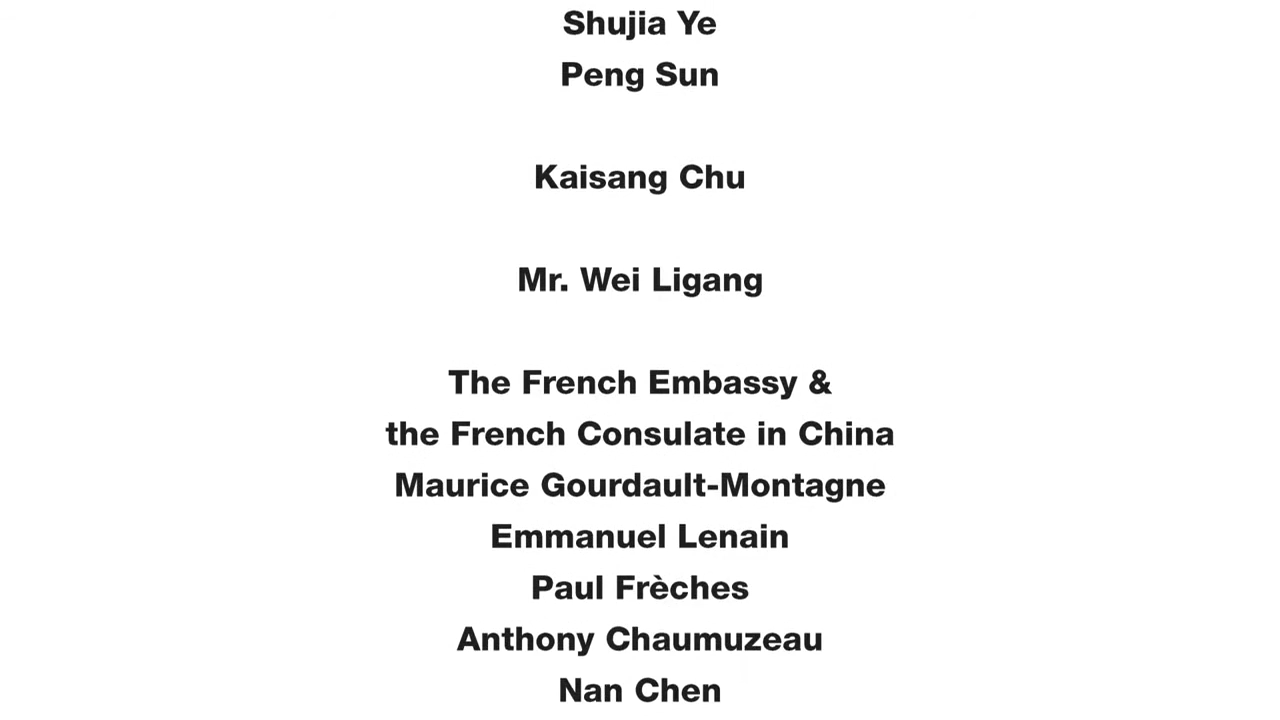 Shujia Ye
Peng Sun
Kaisang Chu
Mr. Wei Ligang
The French Embassy &
the French Consulate in China
Maurice Gourdault-Montagne
Emmanuel Lenain
Paul Frèches
Anthony Chaumuzeau
Nan Chen